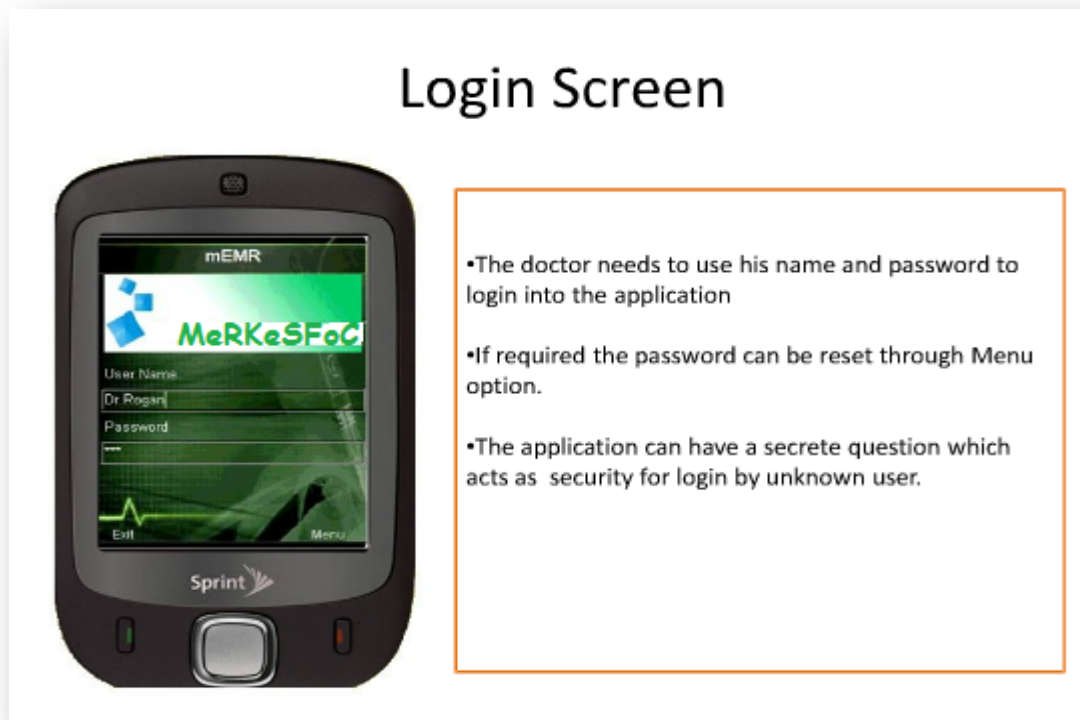 Login Screen
mEMR
MeRKeSFoC
User Name
Dr Rogan
Password
***
Exit
Menu
Sprint
•The doctor needs to use his name and password to
login into the application
•If required the password can be reset through Menu
option.
•The application can have a secrete question which
acts as  security for login by unknown user.